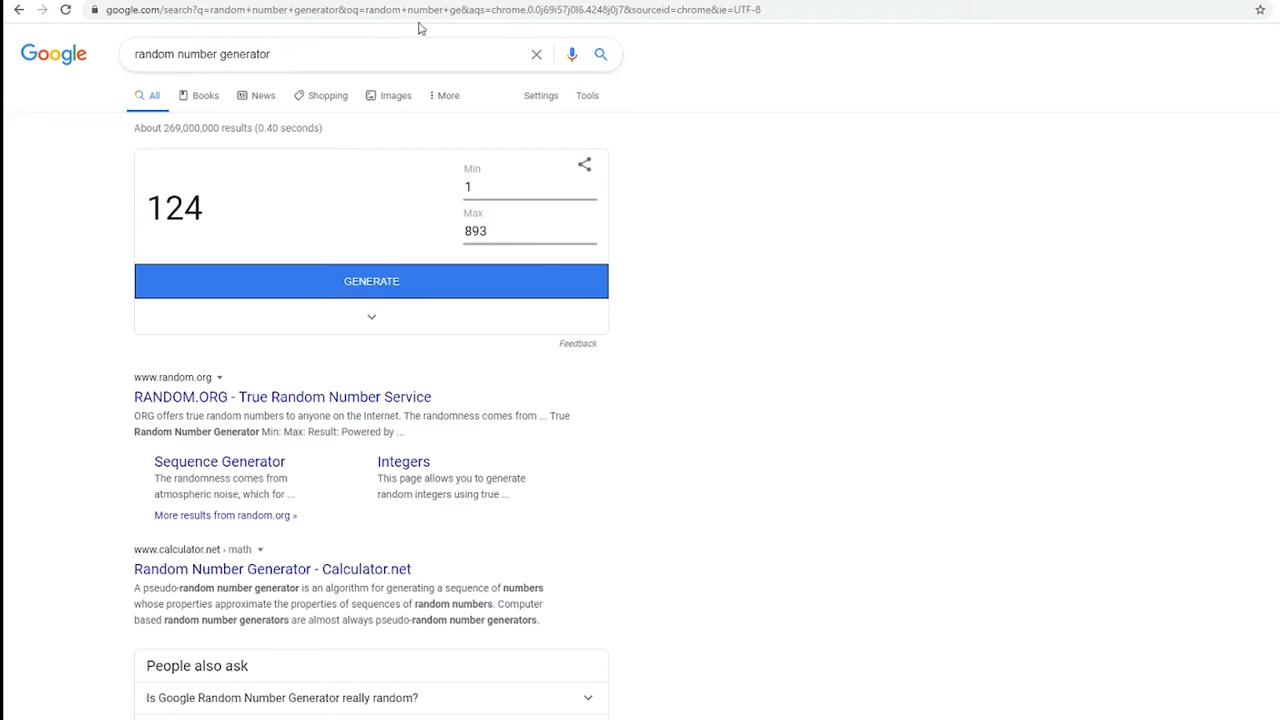 google.com/search?q=random+number+generator&oq=random+number+ge&aqs=chrome.0.0j69i57j0l6.4248j0j7&sourceid=chrome&ie=UTF-8
Google
random number generator
All Books News Shopping Images More Settings Tools
About 269,000,000 results (0.40 seconds)
124
Min
1
Max
893
GENERATE
Feedback
www.random.org
RANDOM.ORG - True Random Number Service
ORG offers true random numbers to anyone on the Internet. The randomness comes from ... True
Random Number Generator Min: Max: Result: Powered by ...
Sequence Generator
The randomness comes from
atmospheric noise, which for ...
Integers
This page allows you to generate
random integers using true ...
More results from random.org »
www.calculator.net › math
Random Number Generator - Calculator.net
A pseudo-random number generator is an algorithm for generating a sequence of numbers
whose properties approximate the properties of sequences of random numbers. Computer
based random number generators are almost always pseudo-random number generators.
People also ask
Is Google Random Number Generator really random?